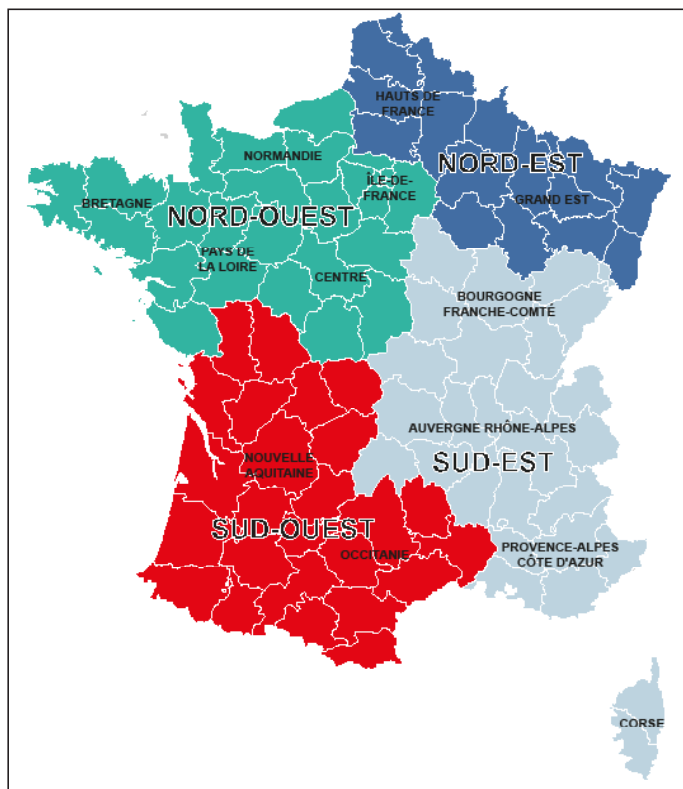 HAUTS DE
FRANCE
NORMANDIE
NORD-EST
ÎLE-DE-
FRANCE
GRAND EST
BRETAGNE
NORD-OUEST
PAYS DE
LA LOIRE
CENTRE
BOURGOGNE
FRANCHE-COMTÉ
AUVERGNE RHÔNE-ALPES
NOUVELLE
AQUITAINE
SUD-EST
SUD-OUEST
OCCITANIE
PROVENCE-ALPES
CÔTE D'AZUR
CORSE